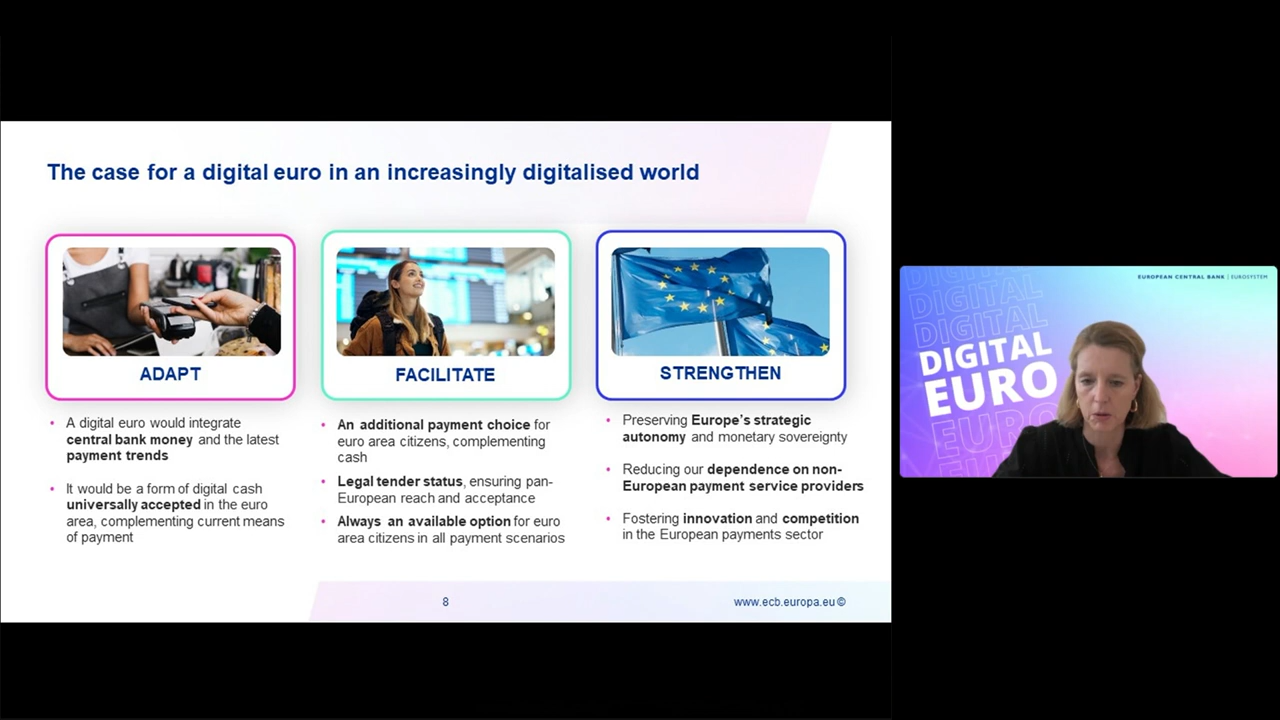 The case for a digital euro in an increasingly digitalised world
ADAPT
• A digital euro would integrate
central bank money and the latest
payment trends
• It would be a form of digital cash
universally accepted in the euro
area, complementing current means
of payment
FACILITATE
• An additional payment choice for
euro area citizens, complementing
cash
• Legal tender status, ensuring pan-
European reach and acceptance
• Always an available option for euro
area citizens in all payment scenarios
STRENGTHEN
• Preserving Europe's strategic
autonomy and monetary sovereignty
• Reducing our dependence on non-
European payment service providers
• Fostering innovation and competition
in the European payments sector
8
www.ecb.europa.eu ©
EUROPEAN CENTRAL BANK | EUROSYSTEM
DIGITAL
DIGITAL
DIGITAL
DIGITAL
EURO
EURO